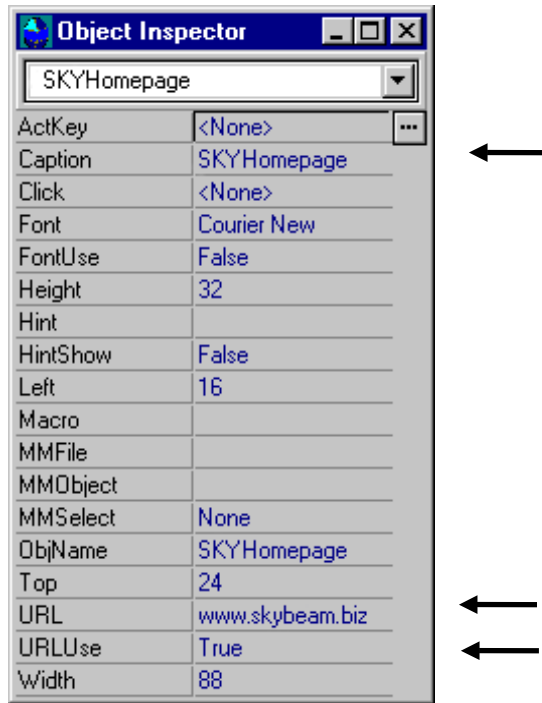 Object Inspector
SKYHomepage
ActKey <None> ...
Caption SKYHomepage
Click <None>
Font Courier New
FontUse False
Height 32
Hint
HintShow False
Left 16
Macro
MMFile
MMObject
MMSelect None
ObjName SKYHomepage
Top 24
URL www.skybeam.biz
URLUse True
Width 88